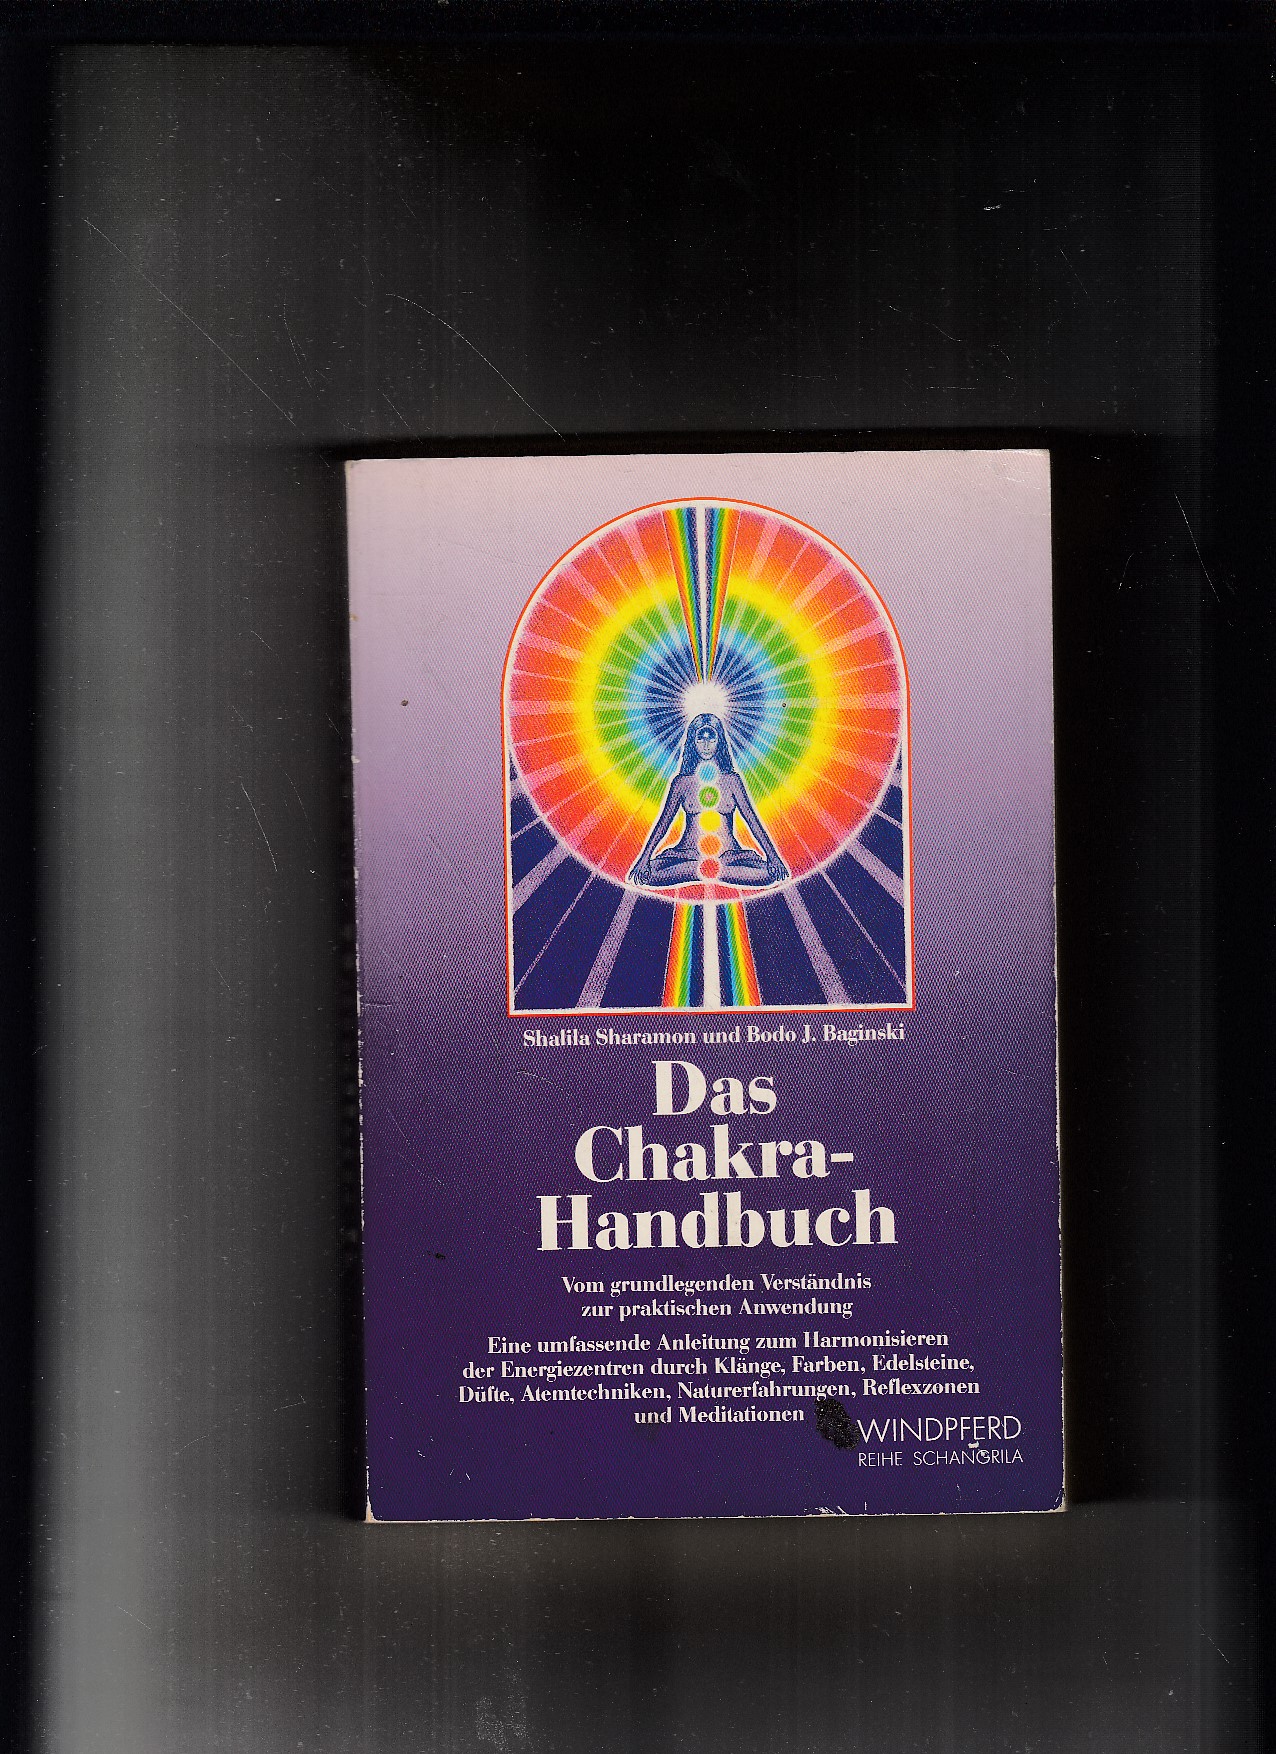 Shalila Sharamon und Bodo J. Baginski
Das
Chakra-
Handbuch
Vom grundlegenden Verständnis
zur praktischen Anwendung
Eine umfassende Anleitung zum Harmonisieren
der Energiezentren durch Klänge, Farben, Edelsteine,
Düfte, Atemtechniken, Naturerfahrungen, Reflexzonen
und Meditationen
WINDPFERD
REIHE SCHANGRILA